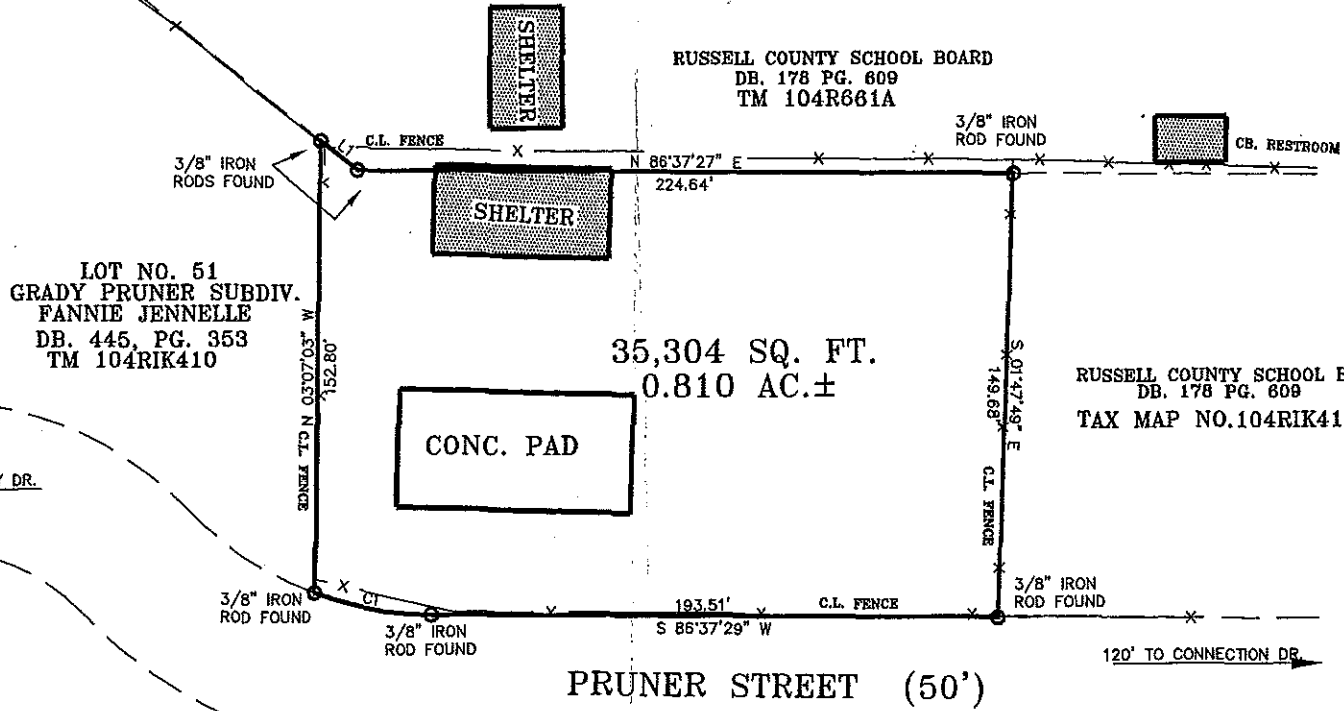 SHELTER
RUSSELL COUNTY SCHOOL BOARD
DB. 178 PG. 609
TM 104R661A
3/8" IRON
ROD FOUND
CB. RESTROOM
C.L. FENCE
3/8" IRON
RODS FOUND
N 86°37'27" E
224.64'
SHELTER
LOT NO. 51
GRADY PRUNER SUBDIV.
FANNIE JENNELLE
DB. 445, PG. 353
TM 104RIK410
N 03°07'03" W
152.80'
C.L. FENCE
35,304 SQ. FT.
0.810 AC.±
S 01°47'49" E
149.68'
C.L. FENCE
RUSSELL COUNTY SCHOOL B
DB. 178 PG. 609
TAX MAP NO.104RIK41
CONC. PAD
DR.
3/8" IRON
ROD FOUND
C1
3/8" IRON
ROD FOUND
193.51'
C.L. FENCE
S 86°37'29" W
3/8" IRON
ROD FOUND
120' TO CONNECTION DR.
PRUNER STREET (50')